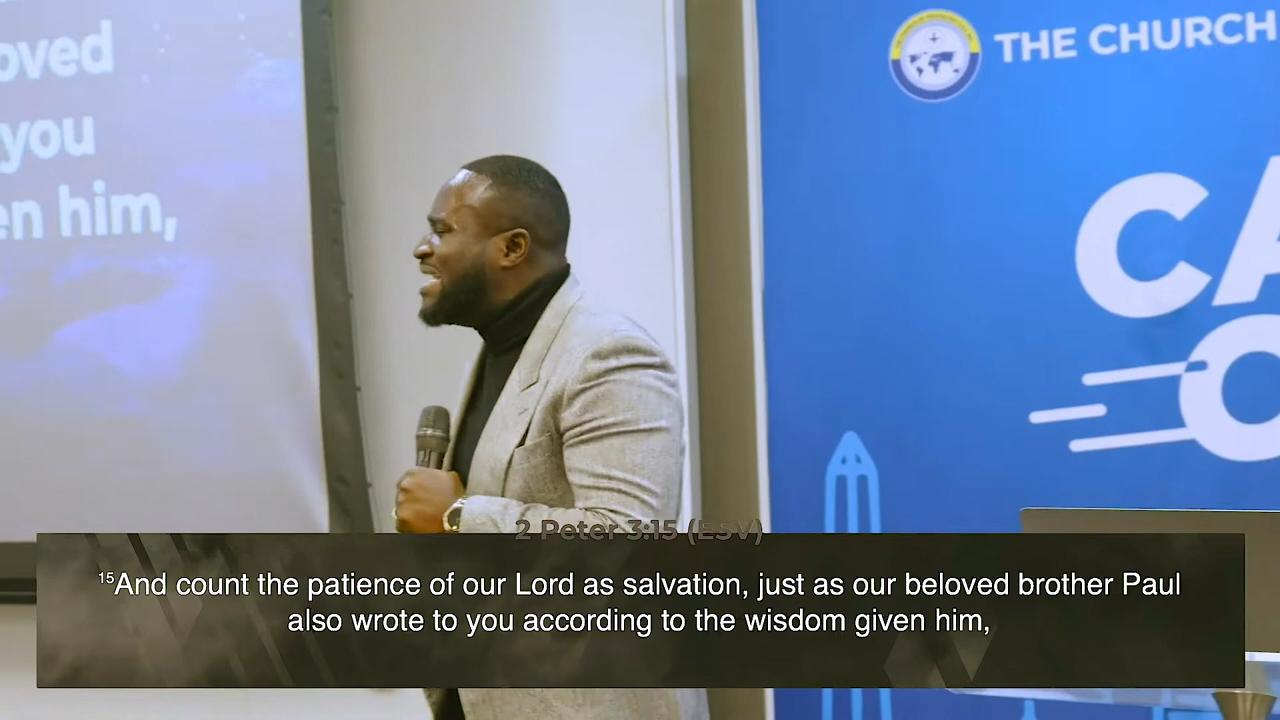 oved
you
en him,
THE CHURCH
CA
O
2 Peter 3:15 (ESV)
15And count the patience of our Lord as salvation, just as our beloved brother Paul
also wrote to you according to the wisdom given him,